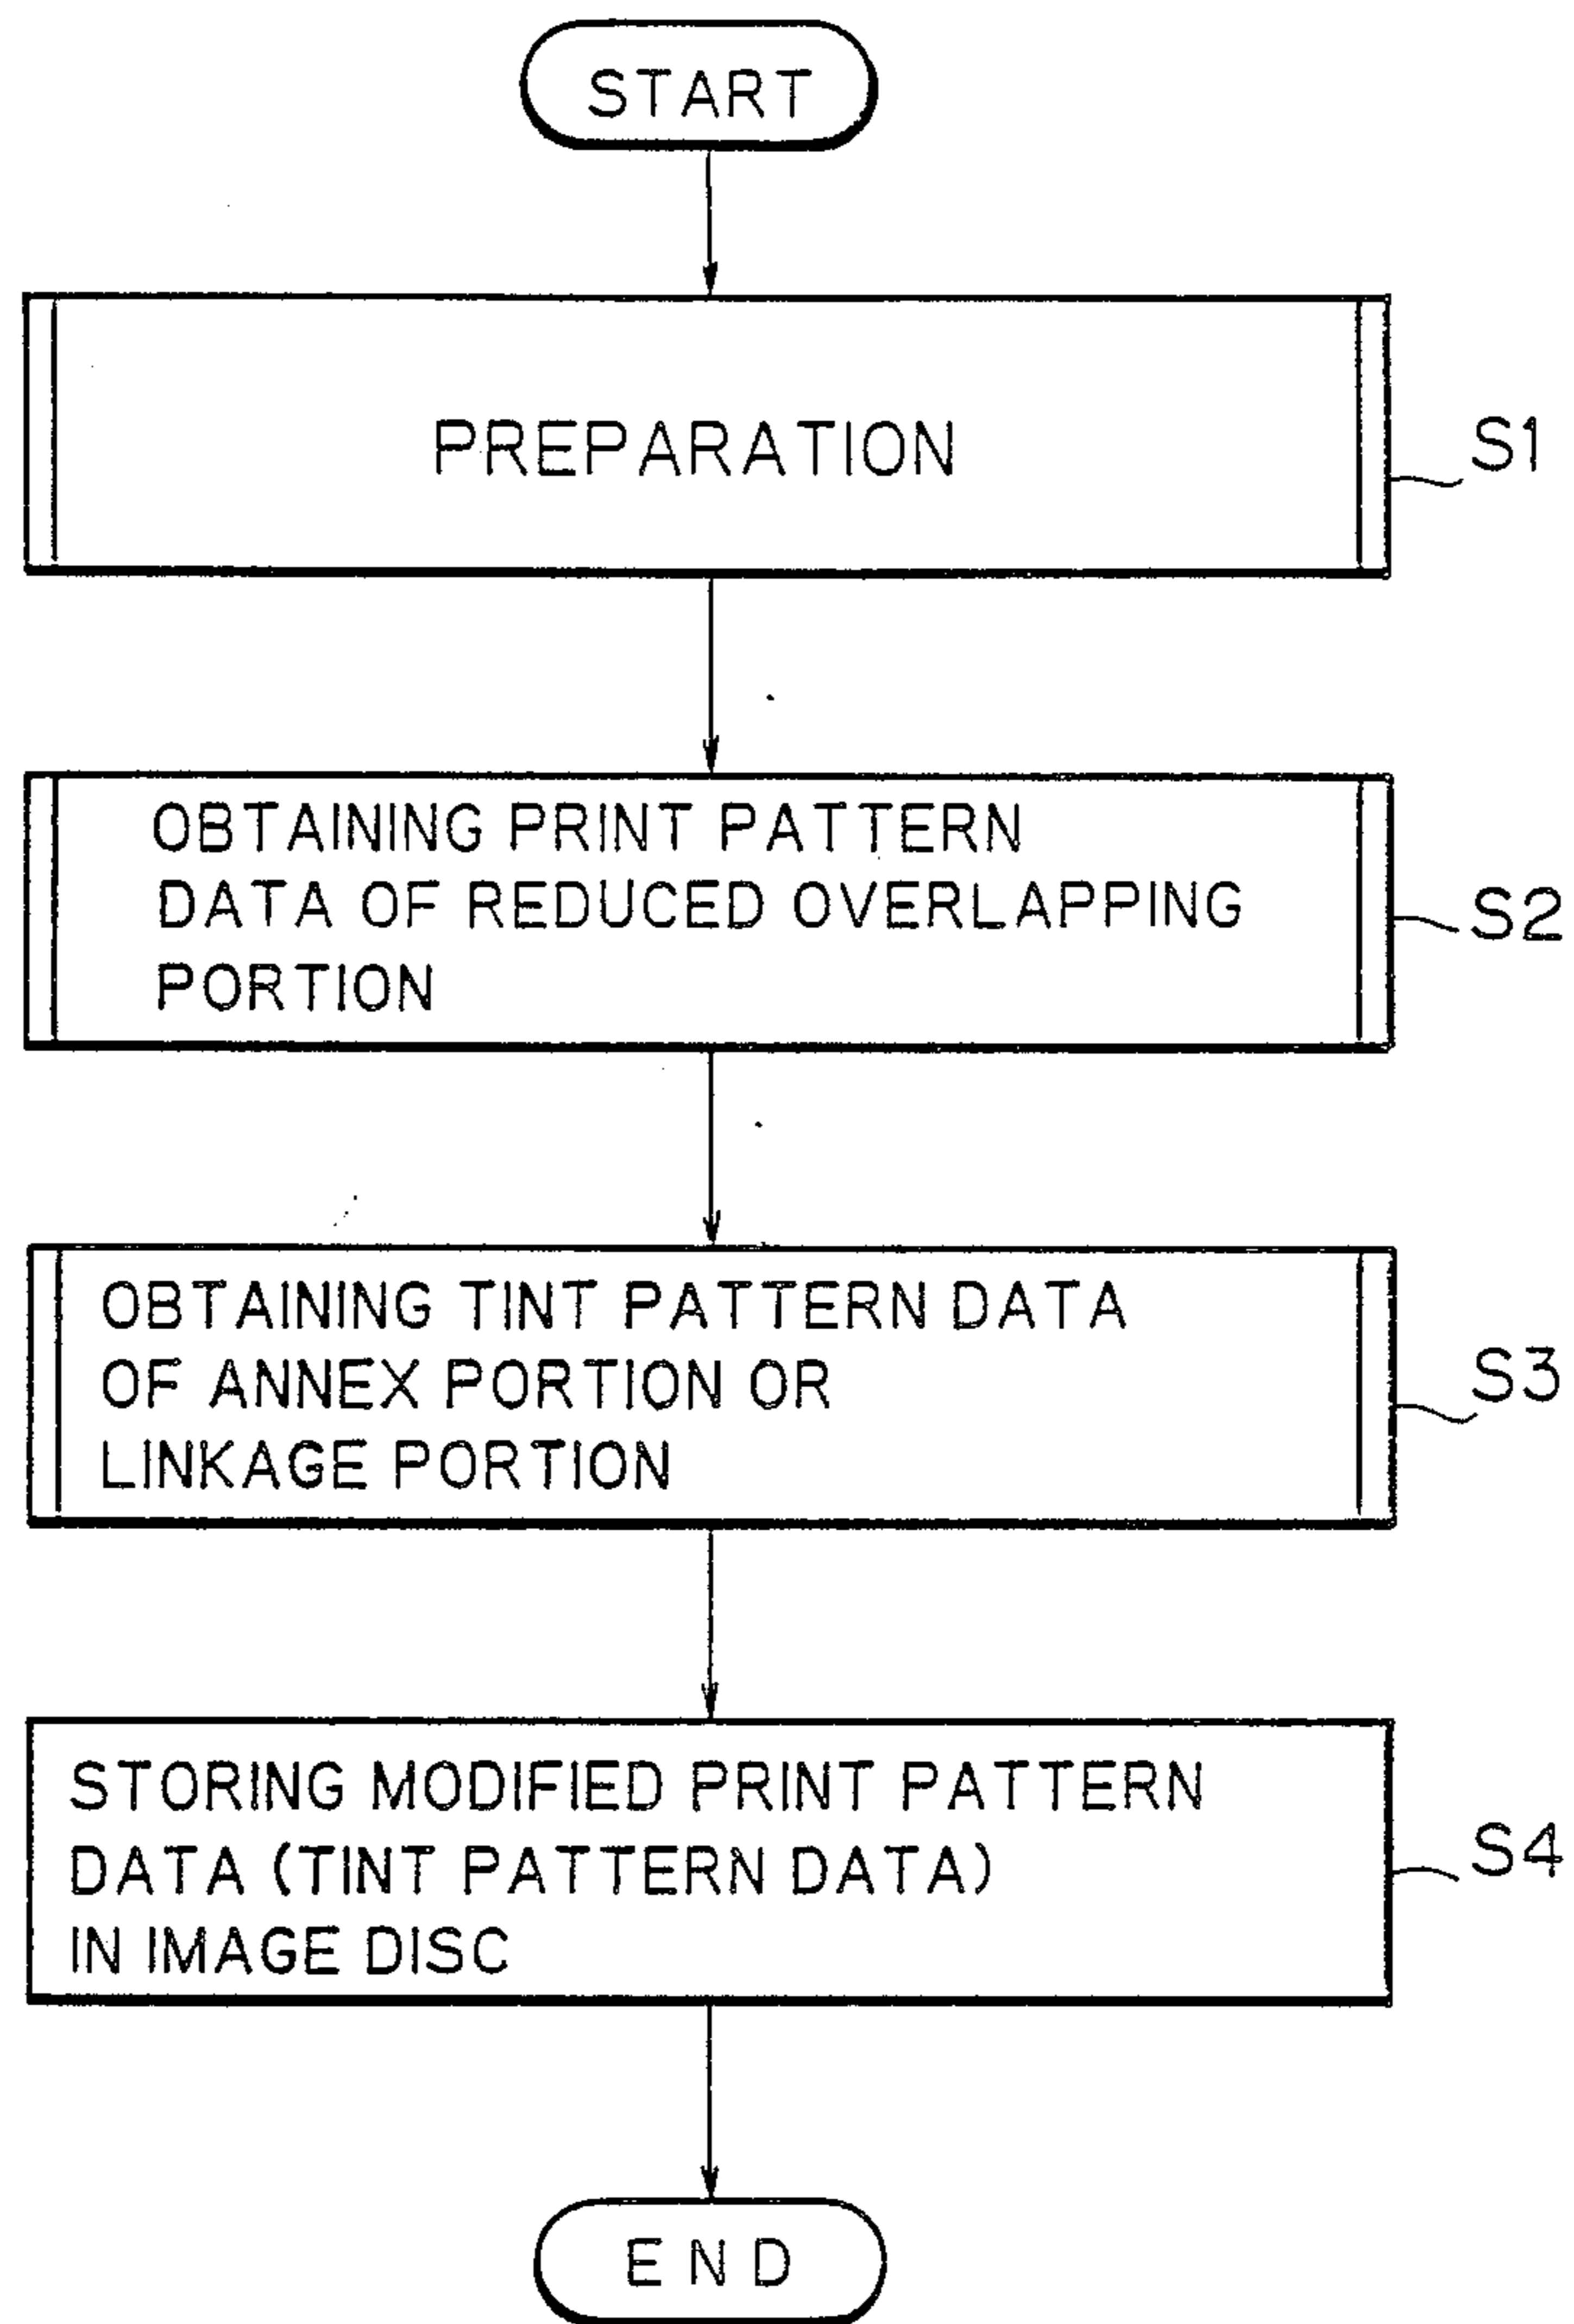 START
PREPARATION
S1
OBTAINING PRINT PATTERN
DATA OF REDUCED OVERLAPPING
PORTION
S2
OBTAINING TINT PATTERN DATA
OF ANNEX PORTION OR
LINKAGE PORTION
S3
STORING MODIFIED PRINT PATTERN
DATA (TINT PATTERN DATA)
IN IMAGE DISC
S4
END